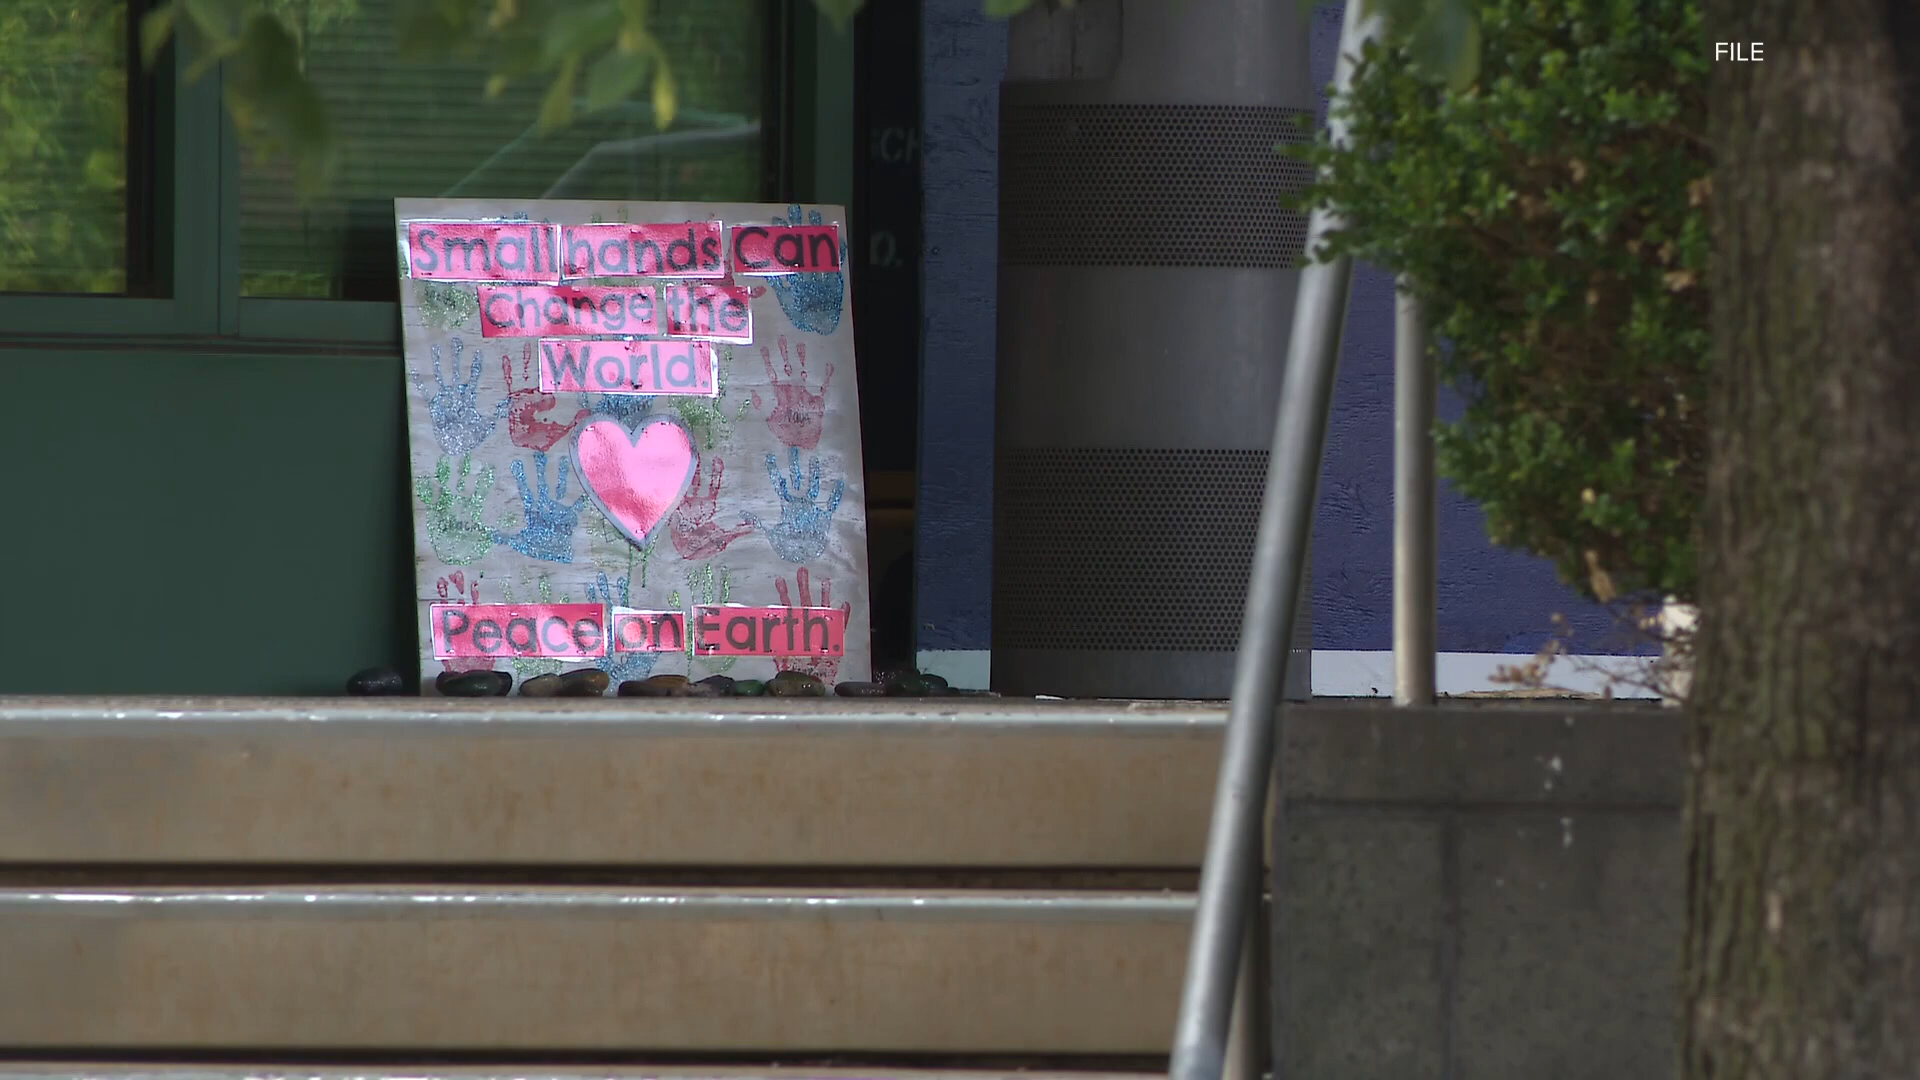 FILE
Small hands Can
Change the
World.
Peace on Earth.